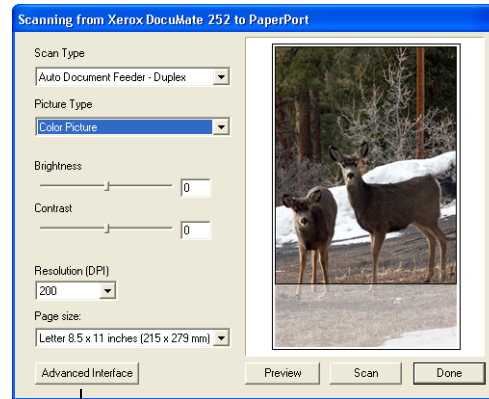 Scanning from Xerox DocuMate 252 to PaperPort
Scan Type
Auto Document Feeder - Duplex
Picture Type
Color Picture
Brightness
0
Contrast
0
Resolution (DPI)
200
Page size:
Letter 8.5 x 11 inches (215 x 279 mm)
Advanced Interface
Preview
Scan
Done